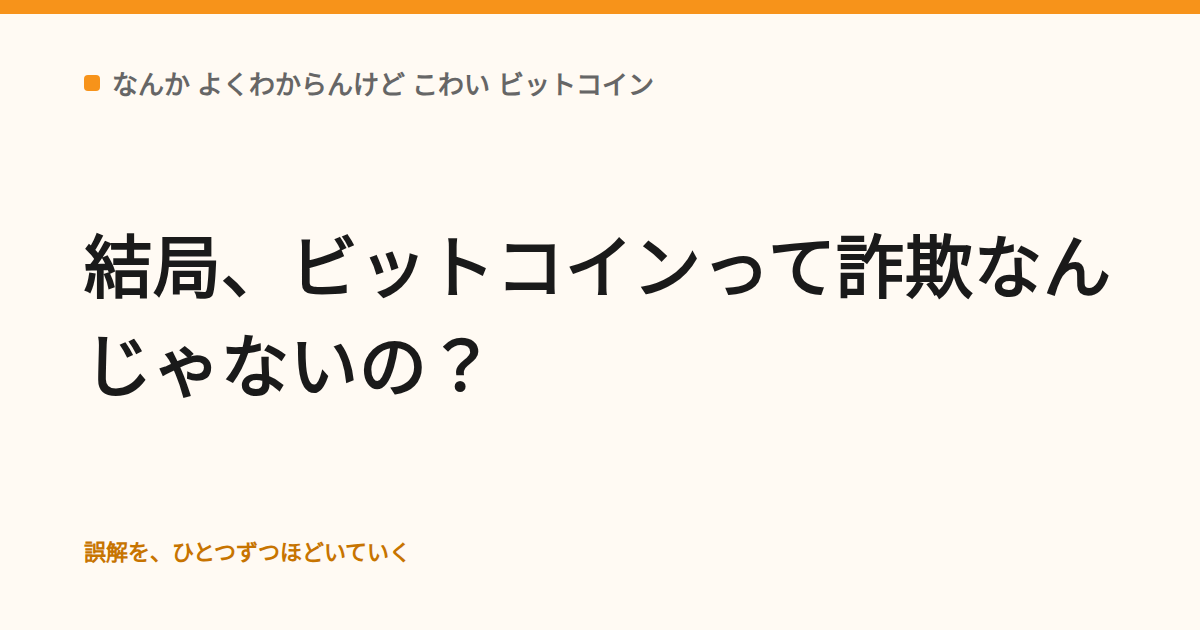 なんか よくわからんけど こわい ビットコイン
結局、ビットコインって詐欺なん
じゃないの？
誤解を、ひとつずつほどいていく